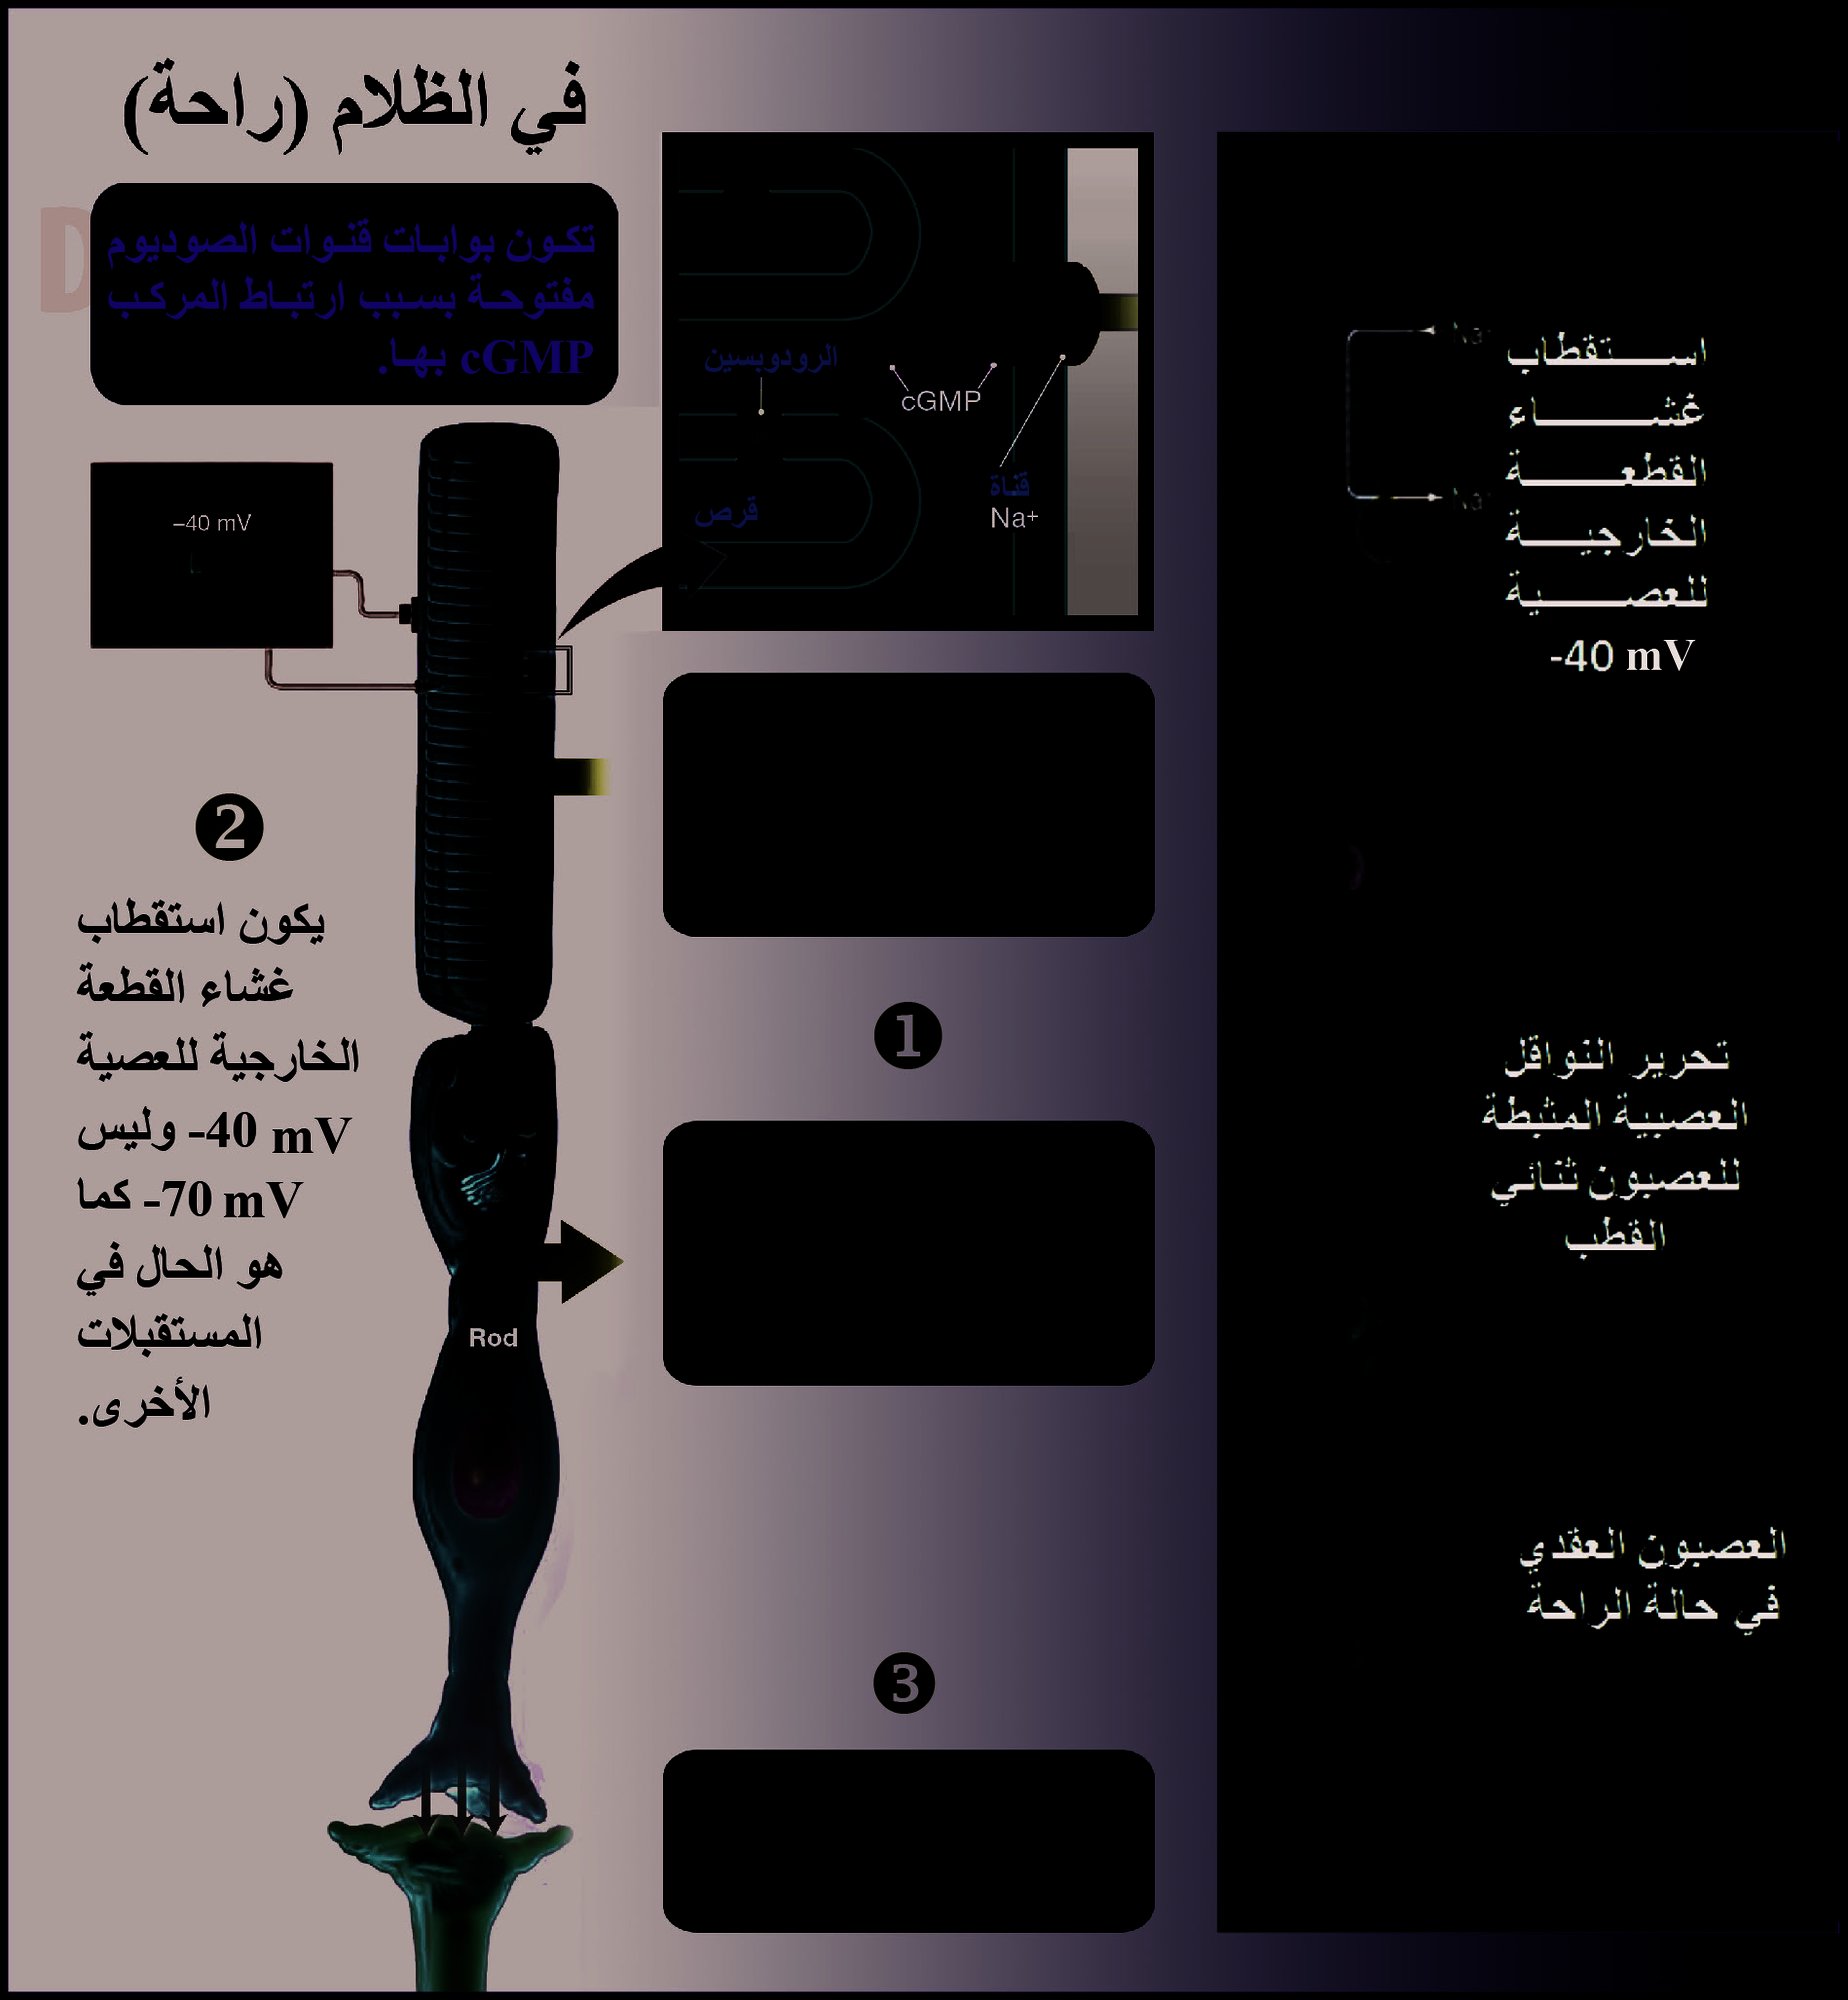 في الظلام (راحة)
D
تكون بوابات قنوات الصوديوم
مفتوحة بسبب ارتباط المركب
cGMP بها.
الرودوبسين
cGMP
قرص
قناة
Na+
–40 mV
❷
يكون استقطاب
غشاء القطعة
الخارجية للعصية
-40 mV وليس
-70 mV كما
هو الحال في
المستقبلات
الأخرى.
Rod
❶
❸
استقطاب
غشاء
القطعة
الخارجية
للعصية
-40 mV
تحرير النواقل
العصبية المثبطة
للعصبون ثنائي
القطب
العصبون العقدي
في حالة الراحة